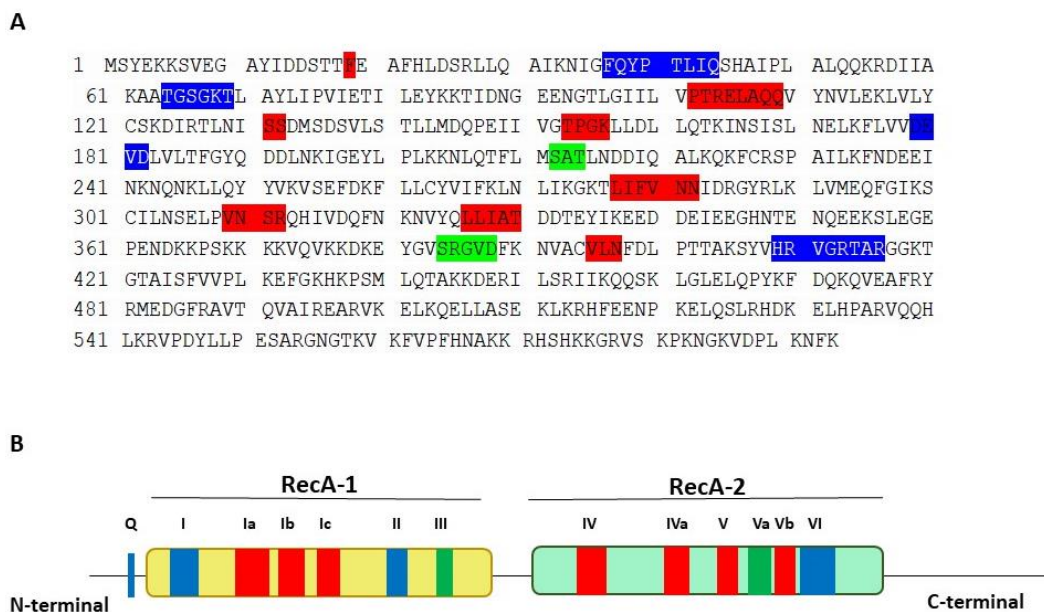 A
1 MSYEKKSVEG AYIDDSTTFE AFHLDSRLLQ AIKNIGFQYP TLIQSHAIPL ALQQKRDIIA
61 KAATGSGKTL AYLIPVIETI LEYKKTIDNG EENGTLGIIL VPTRELAQQV YNVLEKLVLY
121 CSKDIRTLNI SSDMSDSVLS TLLMDQPEII VGTPGKLLDL LQTKINSISL NELKFLVVDE
181 VDLVLTFGYQ DDLNKIGEYL PLKKNLQTFL MSATLNDDIQ ALKQKFCRSP AILKFNDEEI
241 NKNQNKLLQY YVKVSEFDKF LLCYVIFKLN LIKGKTLIFV NNIDRGYRLK LVMEQFGIKS
301 CILNSELPVN SRQHIVDQFN KNVYQLLIAT DDTEYIKEED DEIEEGHNTE NQEEKSLEGE
361 PENDKKPSKK KKVQVKKDKE YGVSRGVDFK NVACVLNFDL PTTAKSYVHR VGRTARGGKT
421 GTAISFVVPL KEFGKHKPSM LQTAKKDERI LSRIIKQQSK LGLELQPYKF DQKQVEAFRY
481 RMEDGFRAVT QVAIREARVK ELKQELLASE KLKRHFEENP KELQSLRHDK ELHPARVQQH
541 LKRVPDYLLP ESARGNGTKV KFVPFHNAKK RHSHKKGRVS KPKNGKVDPL KNFK
B
RecA-1 RecA-2
Q I Ia Ib Ic II III IV IVa V Va Vb VI
N-terminal C-terminal